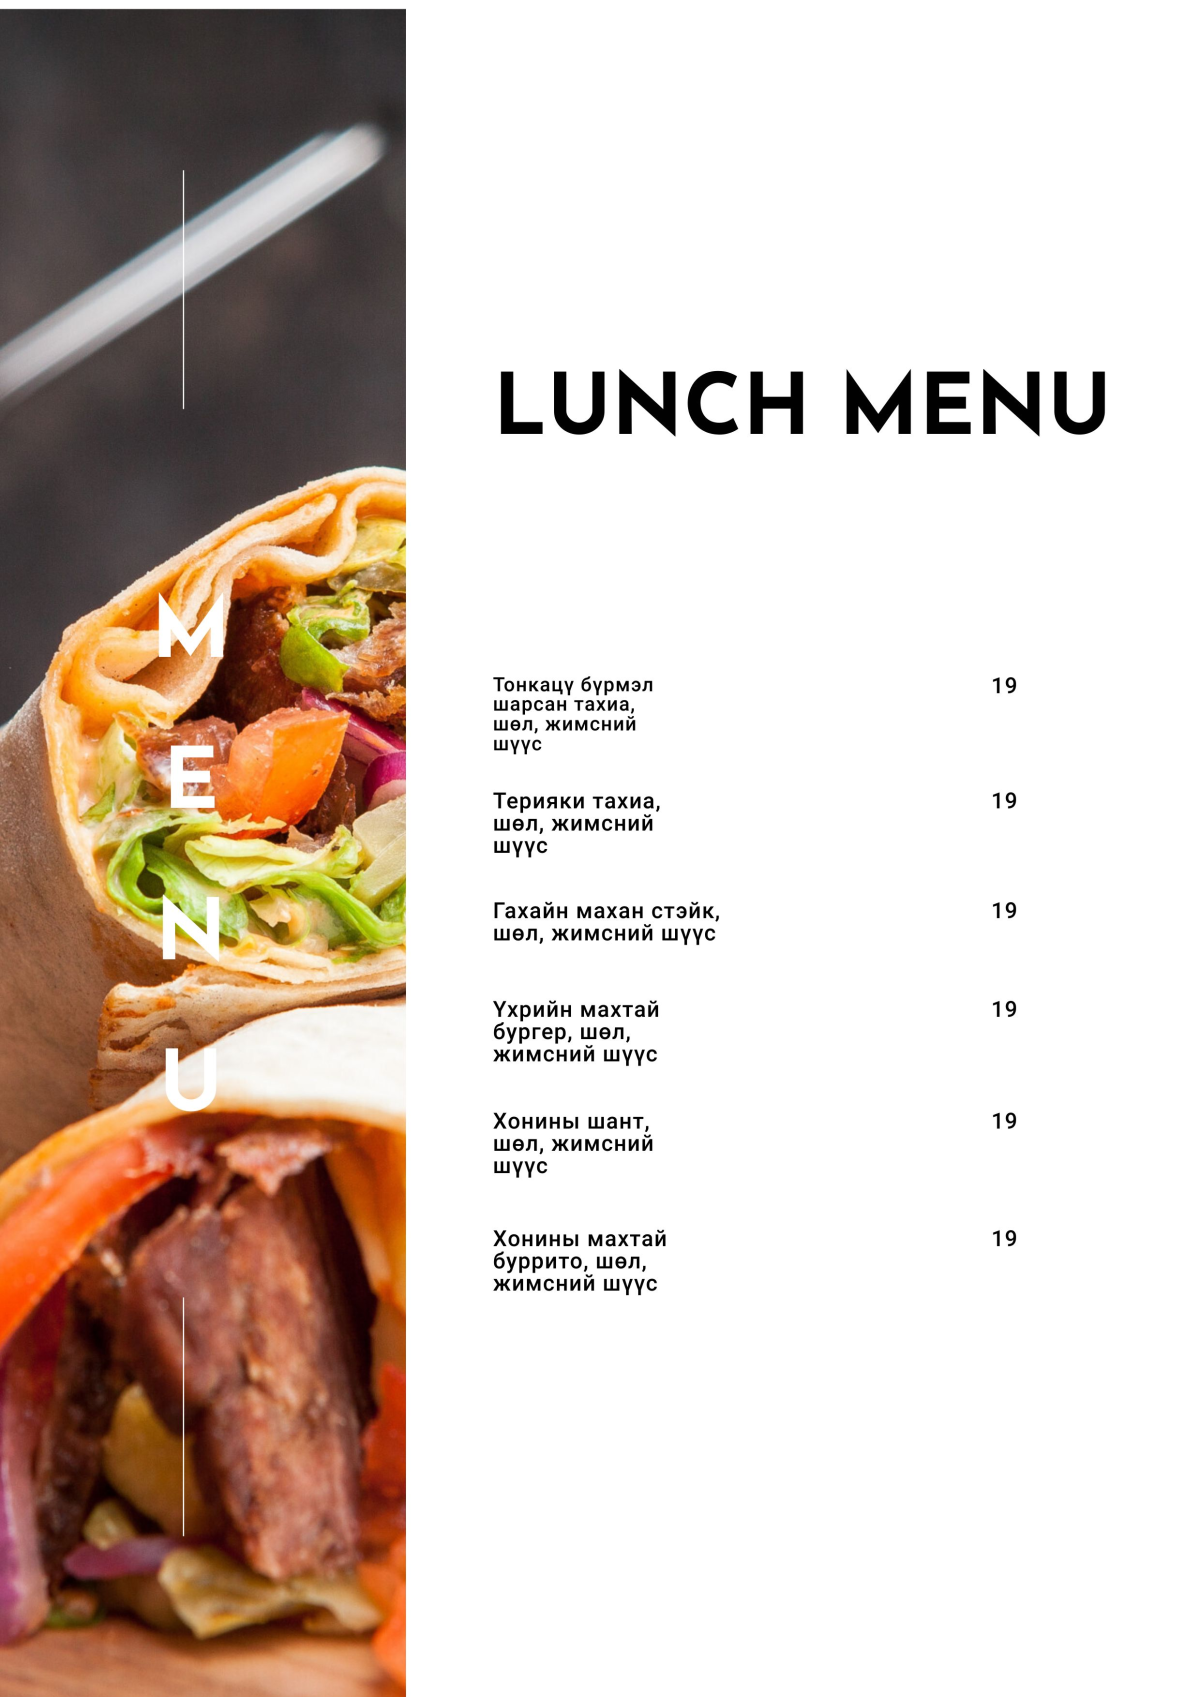 M
E
N
U
LUNCH MENU
Тонкацү бүрмэл 19
шарсан тахиа,
шөл, жимсний
шүүс
Терияки тахиа, 19
шөл, жимсний
шүүс
Гахайн махан стэйк, 19
шөл, жимсний шүүс
Үхрийн махтай 19
бургер, шөл,
жимсний шүүс
Хонины шант, 19
шөл, жимсний
шүүс
Хонины махтай 19
буррито, шөл,
жимсний шүүс